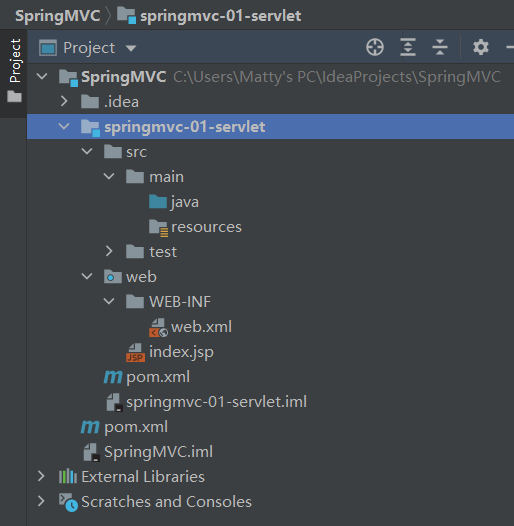 SpringMVC springmvc-01-servlet
Project
Project
SpringMVC C:\Users\Matty's PC\IdeaProjects\SpringMVC
.idea
springmvc-01-servlet
src
main
java
resources
test
web
WEB-INF
web.xml
JSP index.jsp
m pom.xml
springmvc-01-servlet.iml
m pom.xml
SpringMVC.iml
External Libraries
Scratches and Consoles